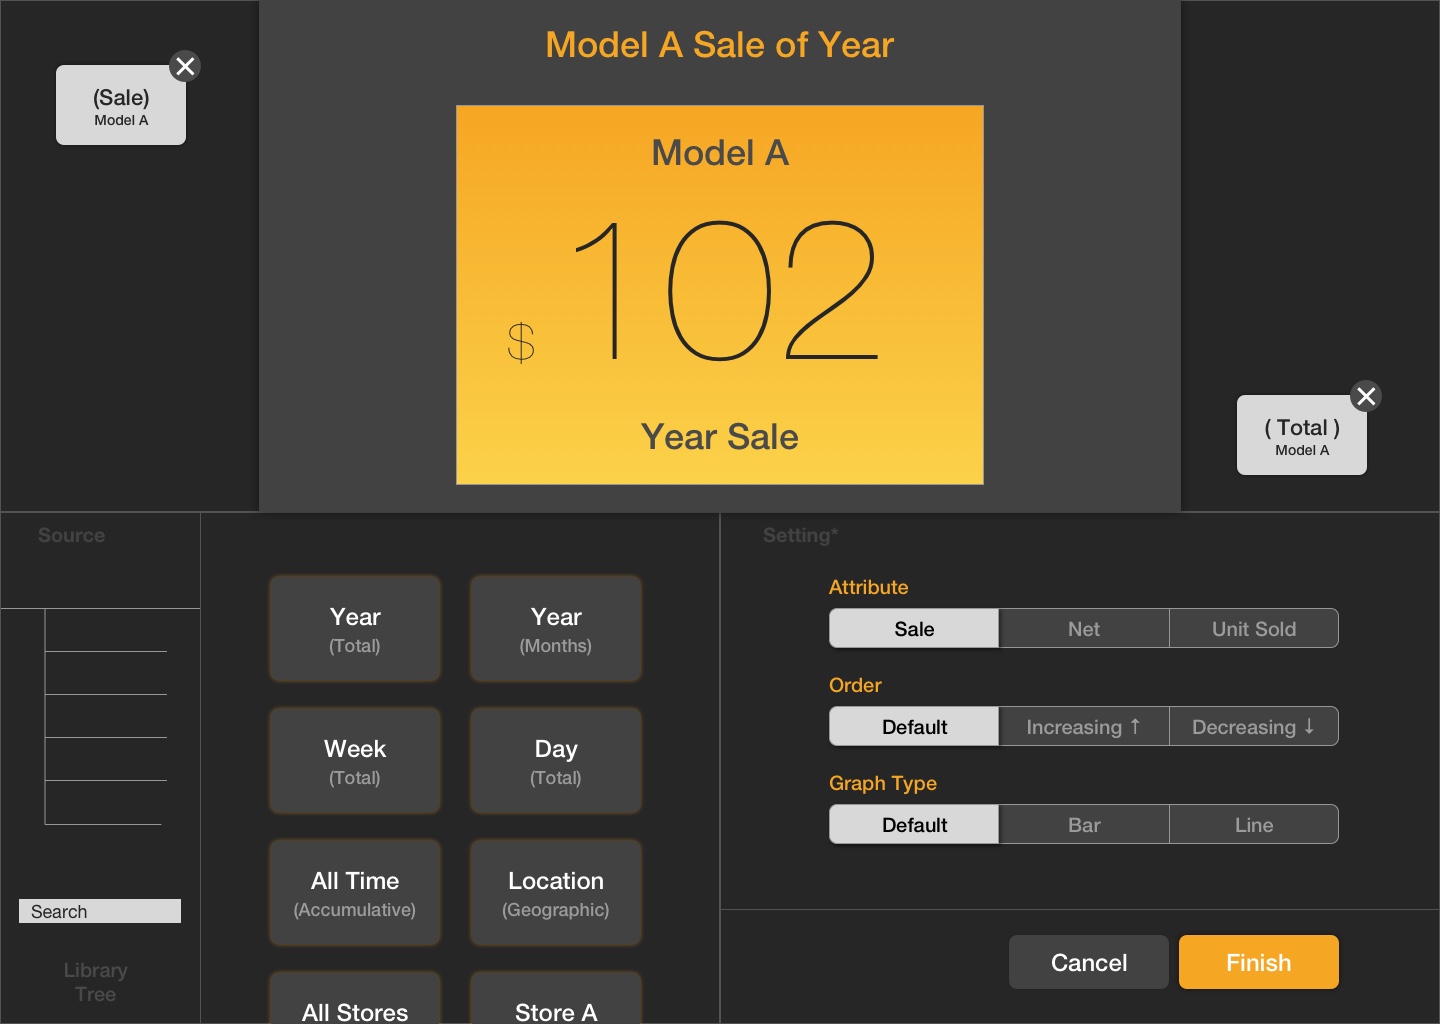 Model A Sale of Year
(Sale)
Model A
Model A
$ 102
Year Sale
( Total )
Model A
Source
Search
Library
Tree
Year
(Total)
Year
(Months)
Week
(Total)
Day
(Total)
All Time
(Accumulative)
Location
(Geographic)
All Stores
Store A
Setting*
Attribute
Sale Net Unit Sold
Order
Default Increasing ↑ Decreasing ↓
Graph Type
Default Bar Line
Cancel Finish